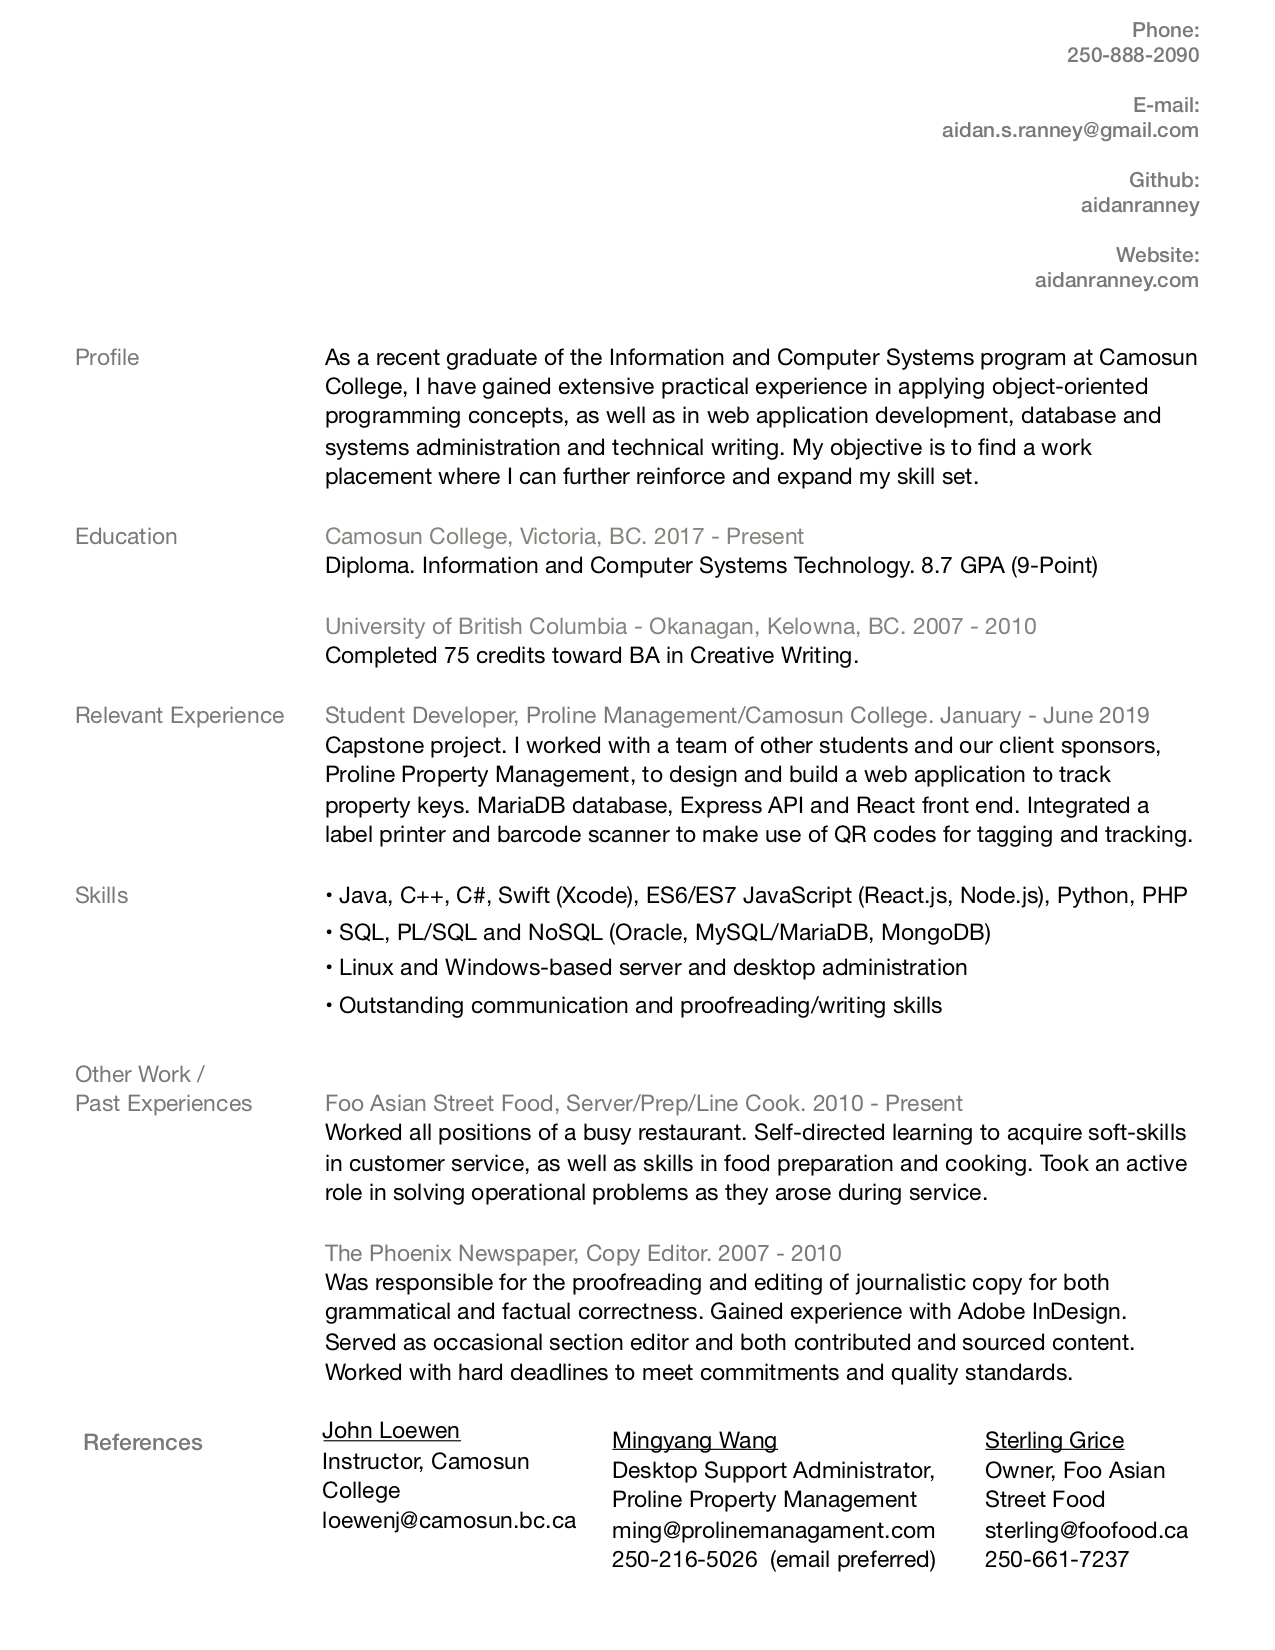 Phone:
250-888-2090
E-mail:
aidan.s.ranney@gmail.com
Github:
aidanranney
Website:
aidanranney.com
Profile
As a recent graduate of the Information and Computer Systems program at Camosun
College, I have gained extensive practical experience in applying object-oriented
programming concepts, as well as in web application development, database and
systems administration and technical writing. My objective is to find a work
placement where I can further reinforce and expand my skill set.
Education
Camosun College, Victoria, BC. 2017 - Present
Diploma. Information and Computer Systems Technology. 8.7 GPA (9-Point)
University of British Columbia - Okanagan, Kelowna, BC. 2007 - 2010
Completed 75 credits toward BA in Creative Writing.
Relevant Experience
Student Developer, Proline Management/Camosun College. January - June 2019
Capstone project. I worked with a team of other students and our client sponsors,
Proline Property Management, to design and build a web application to track
property keys. MariaDB database, Express API and React front end. Integrated a
label printer and barcode scanner to make use of QR codes for tagging and tracking.
Skills
• Java, C++, C#, Swift (Xcode), ES6/ES7 JavaScript (React.js, Node.js), Python, PHP
• SQL, PL/SQL and NoSQL (Oracle, MySQL/MariaDB, MongoDB)
• Linux and Windows-based server and desktop administration
• Outstanding communication and proofreading/writing skills
Other Work /
Past Experiences
Foo Asian Street Food, Server/Prep/Line Cook. 2010 - Present
Worked all positions of a busy restaurant. Self-directed learning to acquire soft-skills
in customer service, as well as skills in food preparation and cooking. Took an active
role in solving operational problems as they arose during service.
The Phoenix Newspaper, Copy Editor. 2007 - 2010
Was responsible for the proofreading and editing of journalistic copy for both
grammatical and factual correctness. Gained experience with Adobe InDesign.
Served as occasional section editor and both contributed and sourced content.
Worked with hard deadlines to meet commitments and quality standards.
References
John Loewen
Instructor, Camosun
College
loewenj@camosun.bc.ca
Mingyang Wang
Desktop Support Administrator,
Proline Property Management
ming@prolinemanagament.com
250-216-5026  (email preferred)
Sterling Grice
Owner, Foo Asian
Street Food
sterling@foofood.ca
250-661-7237